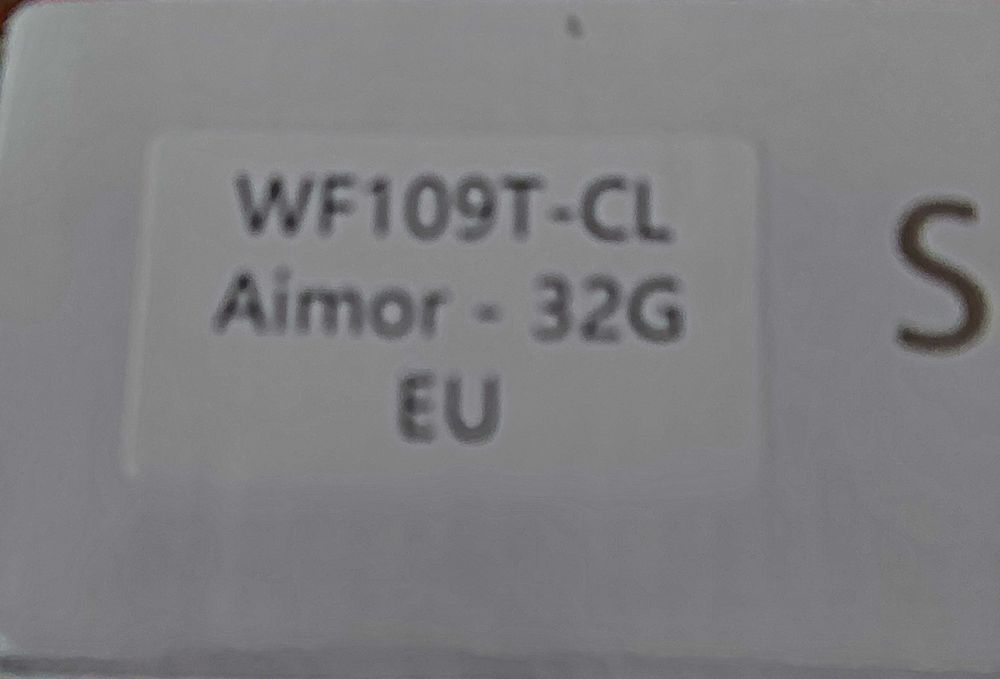 WF109T-CL
Aimor - 32G
EU
S